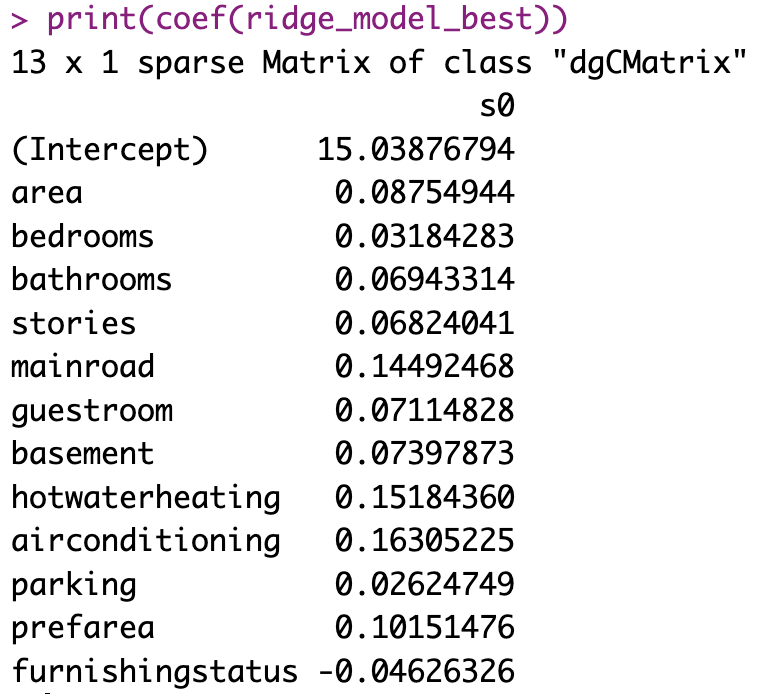 > print(coef(ridge_model_best))
13 x 1 sparse Matrix of class "dgCMatrix"
                            s0
(Intercept)        15.03876794
area                0.08754944
bedrooms            0.03184283
bathrooms           0.06943314
stories             0.06824041
mainroad            0.14492468
guestroom           0.07114828
basement            0.07397873
hotwaterheating     0.15184360
airconditioning     0.16305225
parking             0.02624749
prefarea            0.10151476
furnishingstatus -0.04626326